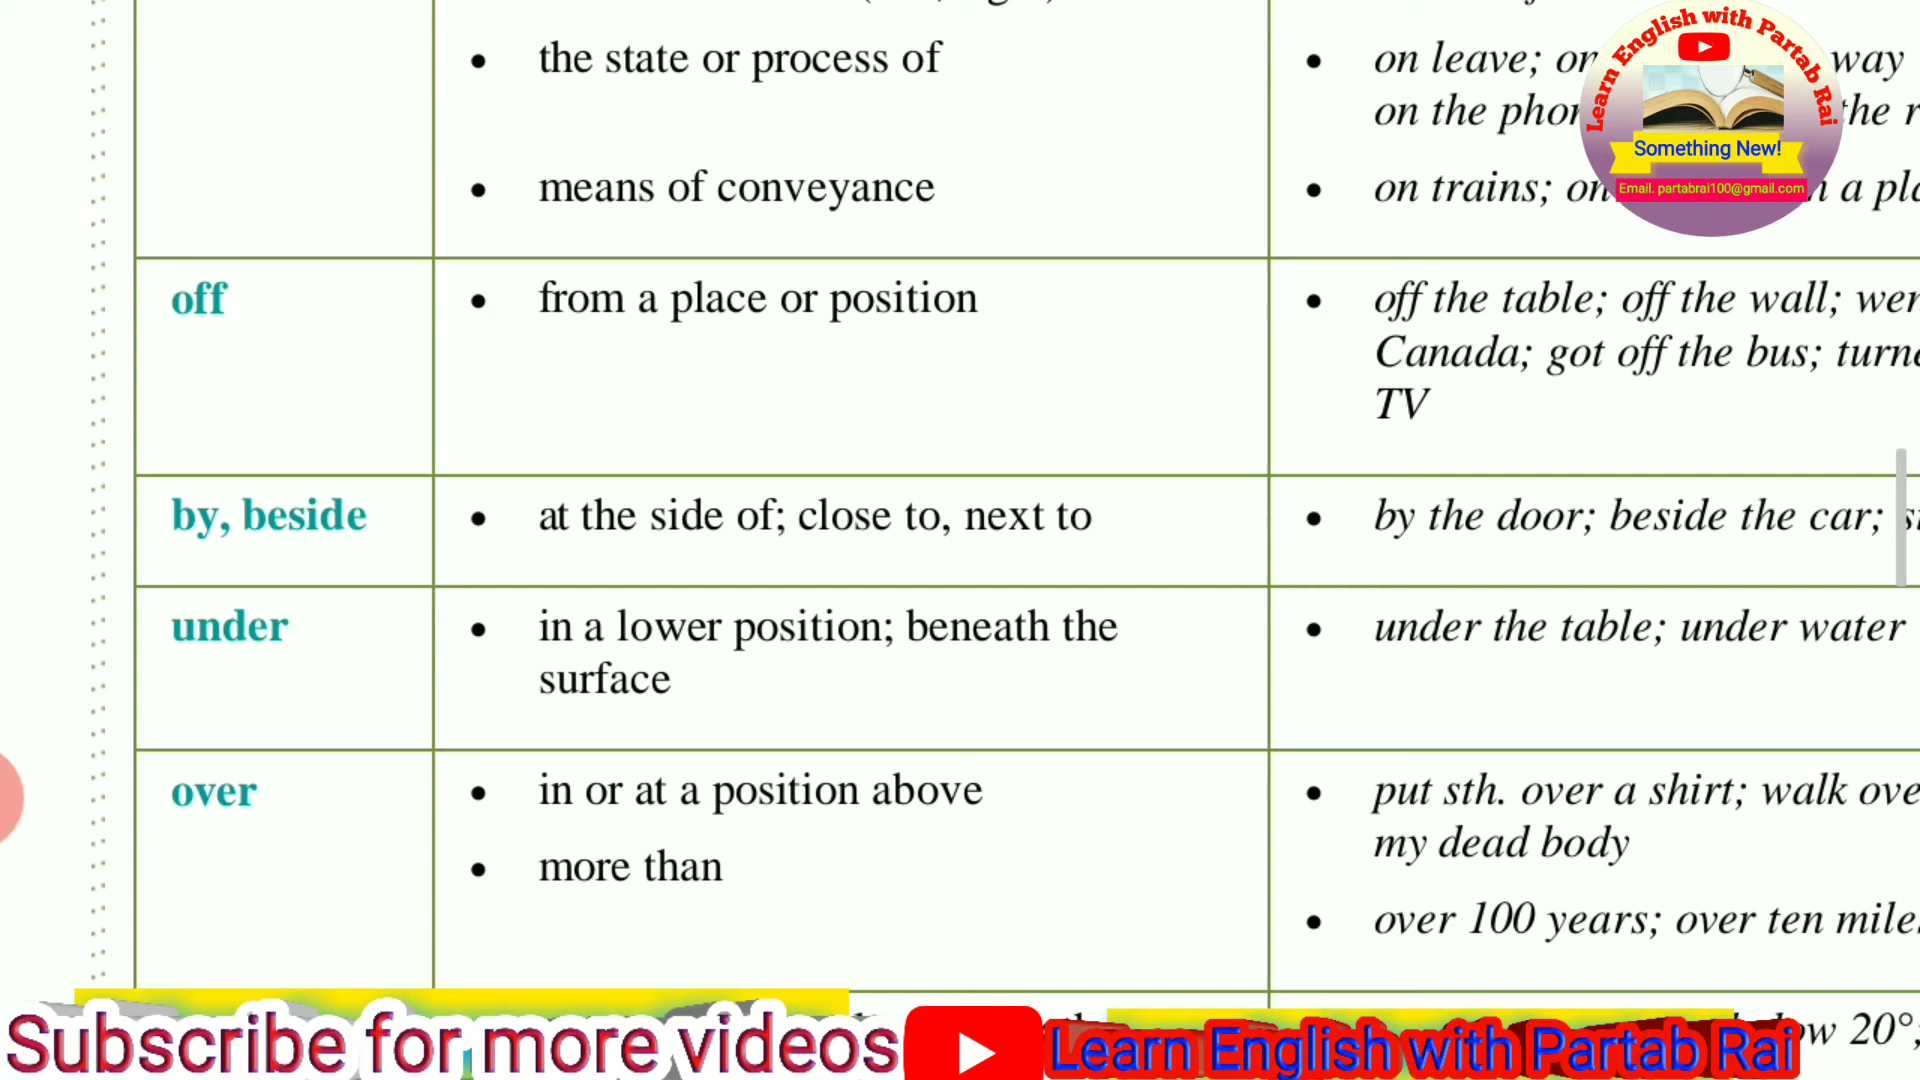 the state or process of
on leave; on way
on the phon the r
means of conveyance
on trains; on a pla
off
from a place or position
off the table; off the wall; wer
Canada; got off the bus; turne
TV
by, beside
at the side of; close to, next to
by the door; beside the car; s
under
in a lower position; beneath the
surface
under the table; under water
over
in or at a position above
put sth. over a shirt; walk ove
my dead body
more than
over 100 years; over ten mile
20°;
Learn English with Partab Rai
Something New!
Email. partabrai100@gmail.com
Subscribe for more videos
Learn English with Partab Rai